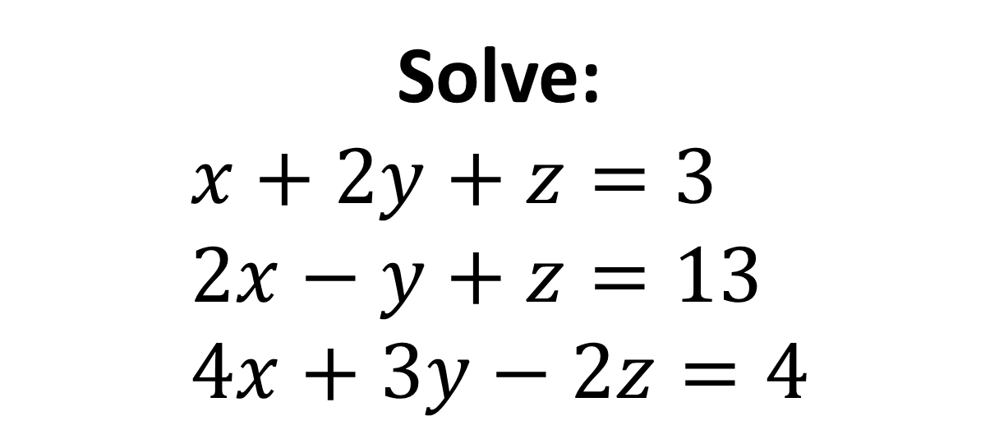 Solve:
x + 2y + z = 3
2x − y + z = 13
4x + 3y − 2z = 4